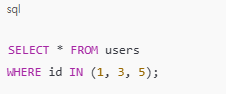 sql
SELECT * FROM users
WHERE id IN (1, 3, 5);